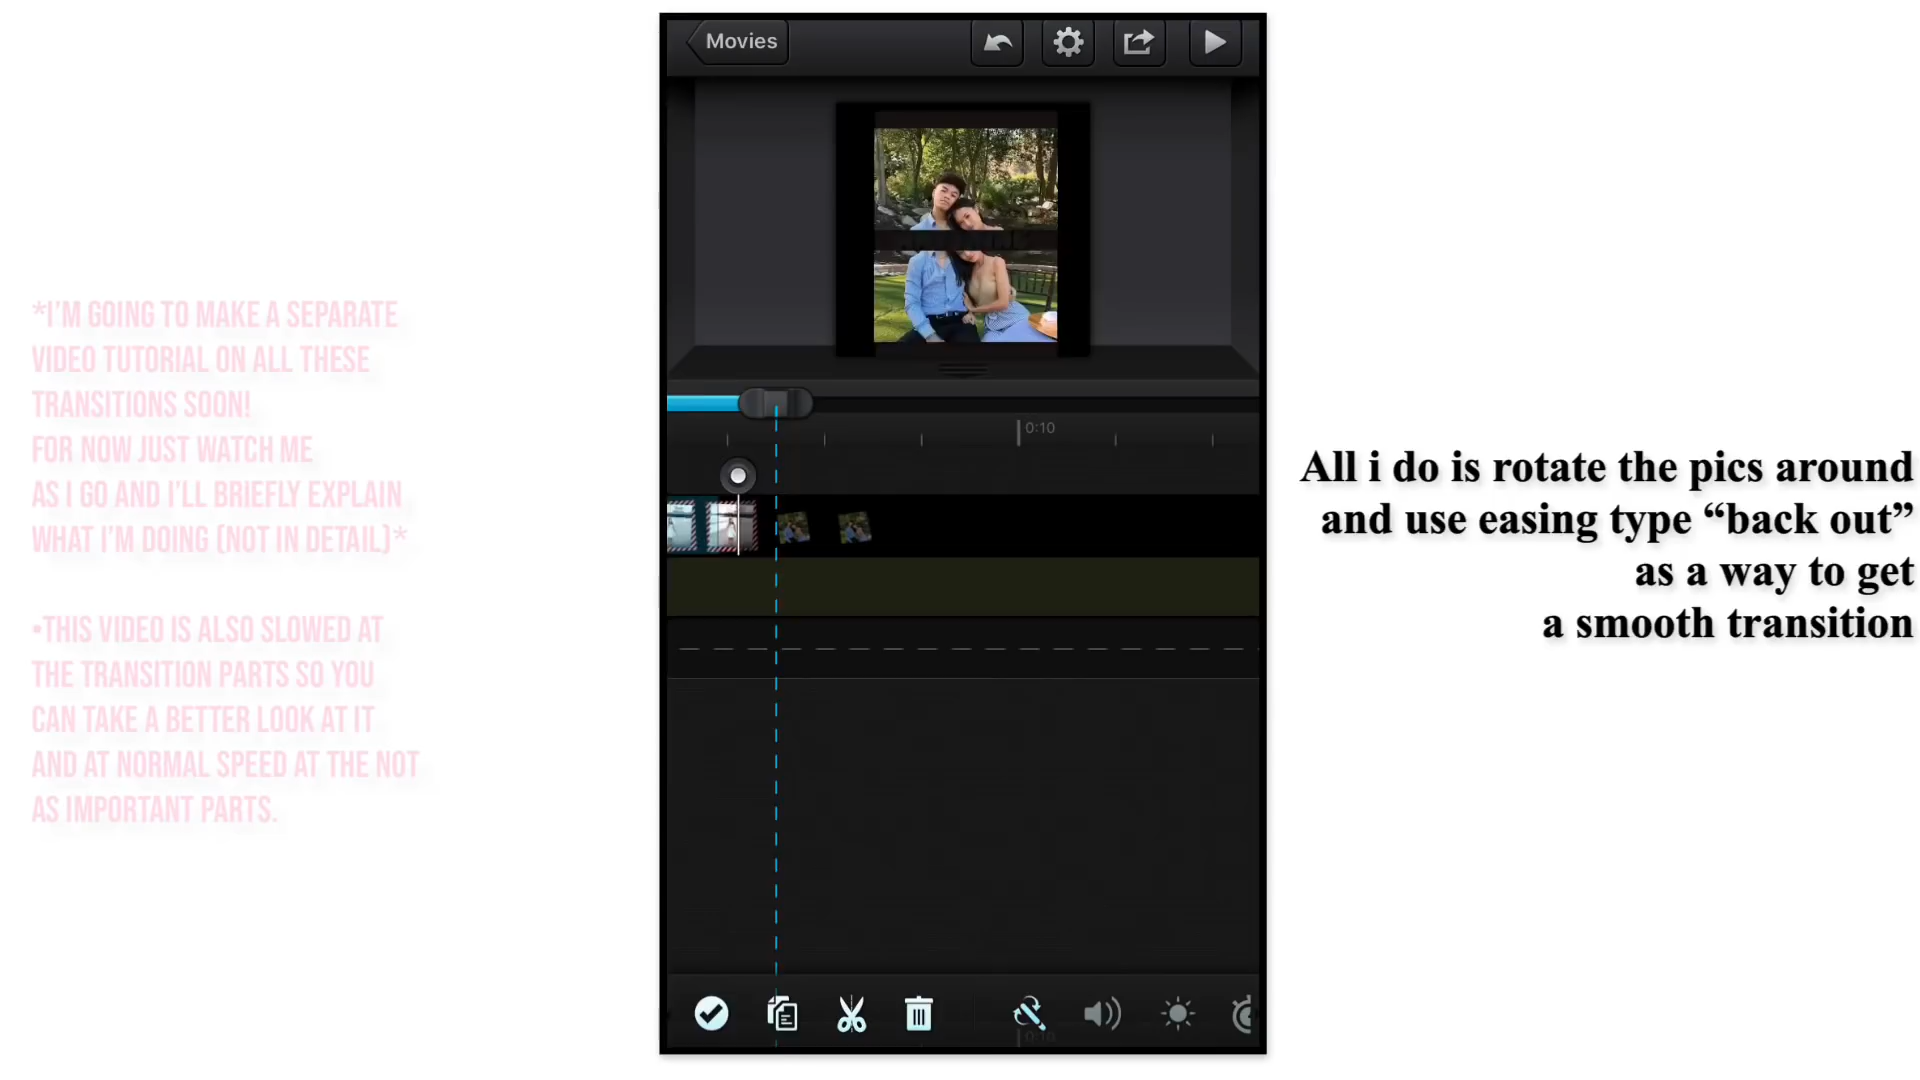 Movies
0:10
*I'M GOING TO MAKE A SEPARATE
VIDEO TUTORIAL ON ALL THESE
TRANSITIONS SOON!
FOR NOW JUST WATCH ME
AS I GO AND I'LL BRIEFLY EXPLAIN
WHAT I'M DOING (NOT IN DETAIL)*
•THIS VIDEO IS ALSO SLOWED AT
THE TRANSITION PARTS SO YOU
CAN TAKE A BETTER LOOK AT IT
AND AT NORMAL SPEED AT THE NOT
AS IMPORTANT PARTS.
All i do is rotate the pics around
and use easing type “back out”
as a way to get
a smooth transition
0:10